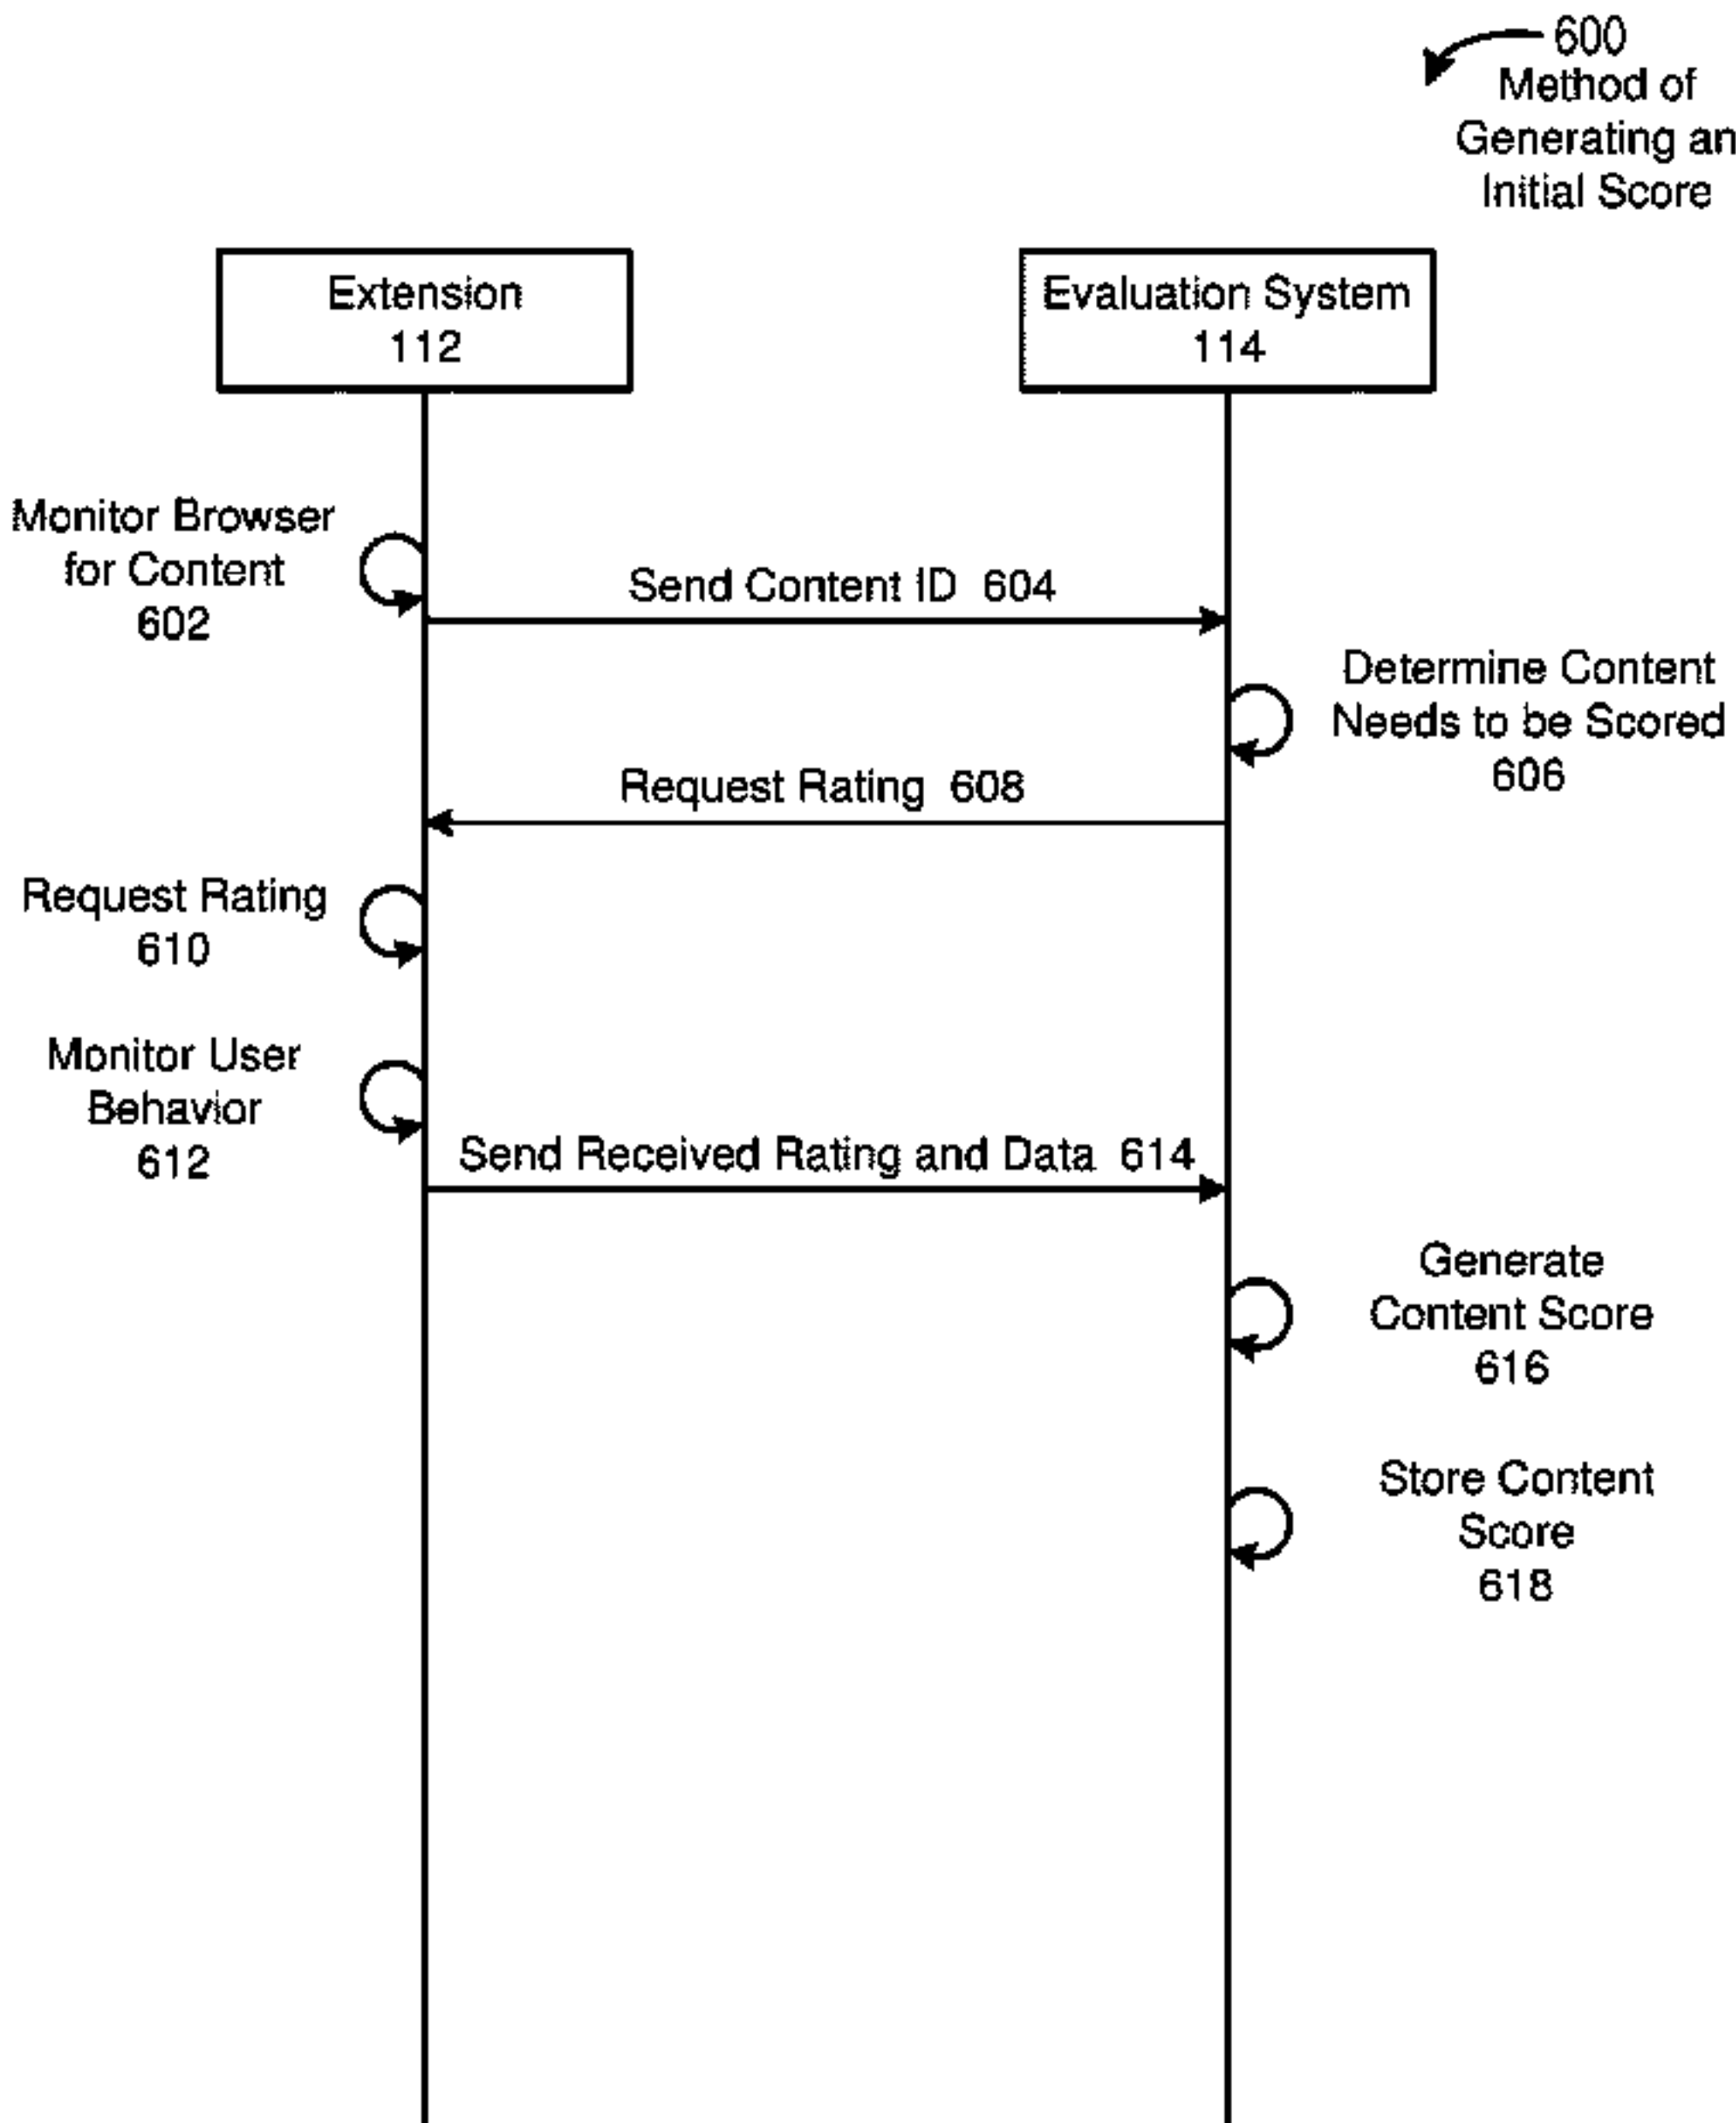 600
Method of
Generating an
Initial Score
Extension
112
Evaluation System
114
Monitor Browser
for Content
602
Send Content ID 604
Determine Content
Needs to be Scored
606
Request Rating 608
Request Rating
610
Monitor User
Behavior
612
Send Received Rating and Data 614
Generate
Content Score
616
Store Content
Score
618